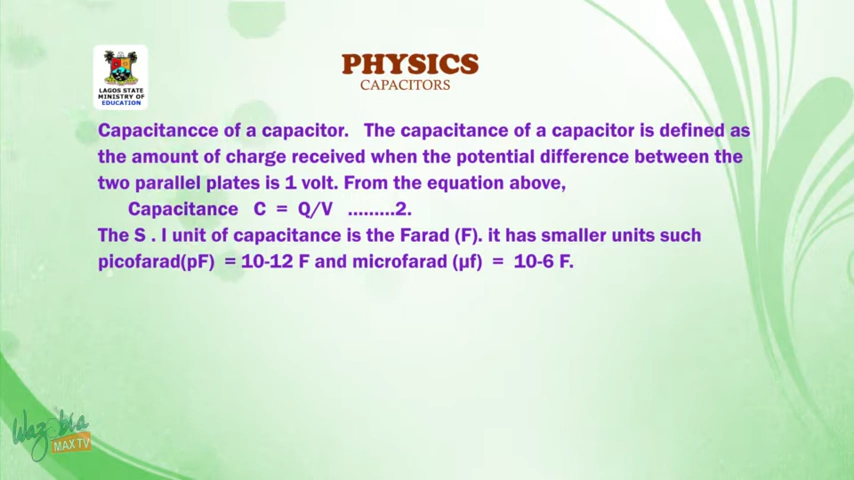 LAGOS STATE
MINISTRY OF
EDUCATION
PHYSICS
CAPACITORS
Capacitancce of a capacitor.   The capacitance of a capacitor is defined as
the amount of charge received when the potential difference between the
two parallel plates is 1 volt. From the equation above,
Capacitance   C  =  Q/V   .........2.
The S . I unit of capacitance is the Farad (F). it has smaller units such
picofarad(pF)  = 10-12 F and microfarad (µf)  =  10-6 F.
Wazobia
MAX TV